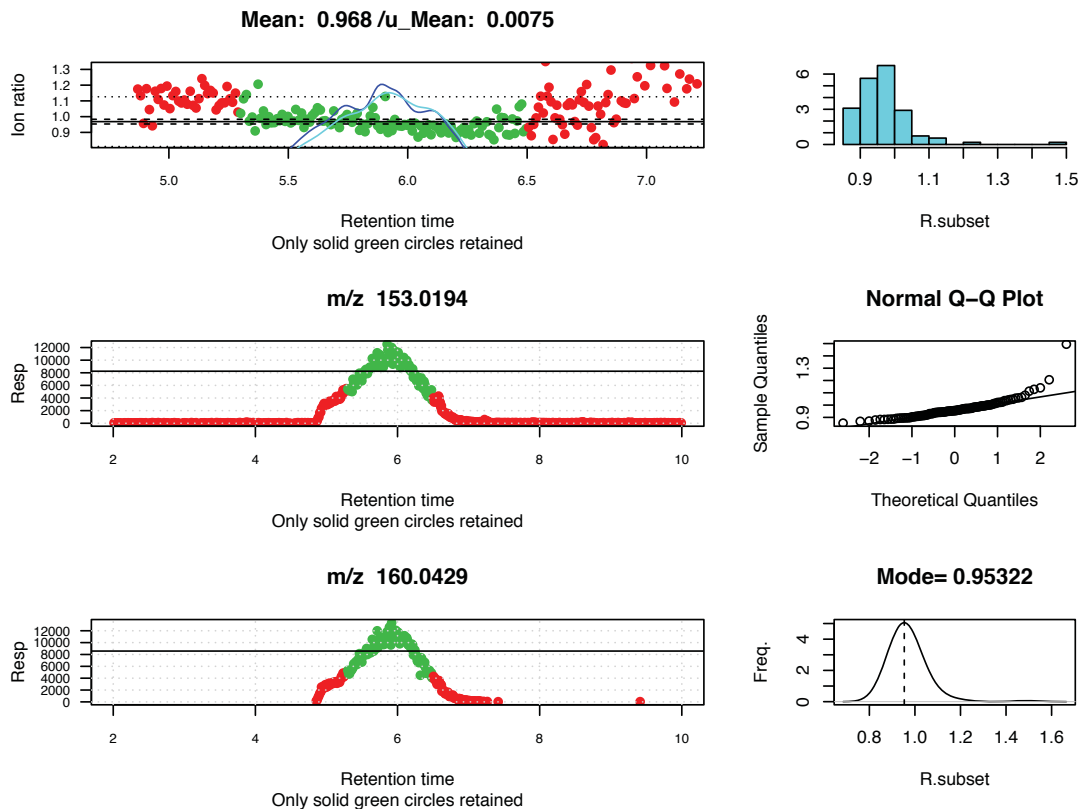 Mean: 0.968 /u_Mean: 0.0075
Ion ratio
1.3
1.2
1.1
1.0
0.9
5.0 5.5 6.0 6.5 7.0
Retention time
Only solid green circles retained
6
3
0
0.9 1.1 1.3 1.5
R.subset
m/z 153.0194
Resp
12000
10000
8000
6000
4000
2000
0
2 4 6 8 10
Retention time
Only solid green circles retained
Normal Q−Q Plot
Sample Quantiles
1.3
0.9
−2 −1 0 1 2
Theoretical Quantiles
m/z 160.0429
Resp
12000
10000
8000
6000
4000
2000
0
2 4 6 8 10
Retention time
Only solid green circles retained
Mode= 0.95322
Freq.
4
2
0
0.8 1.0 1.2 1.4 1.6
R.subset